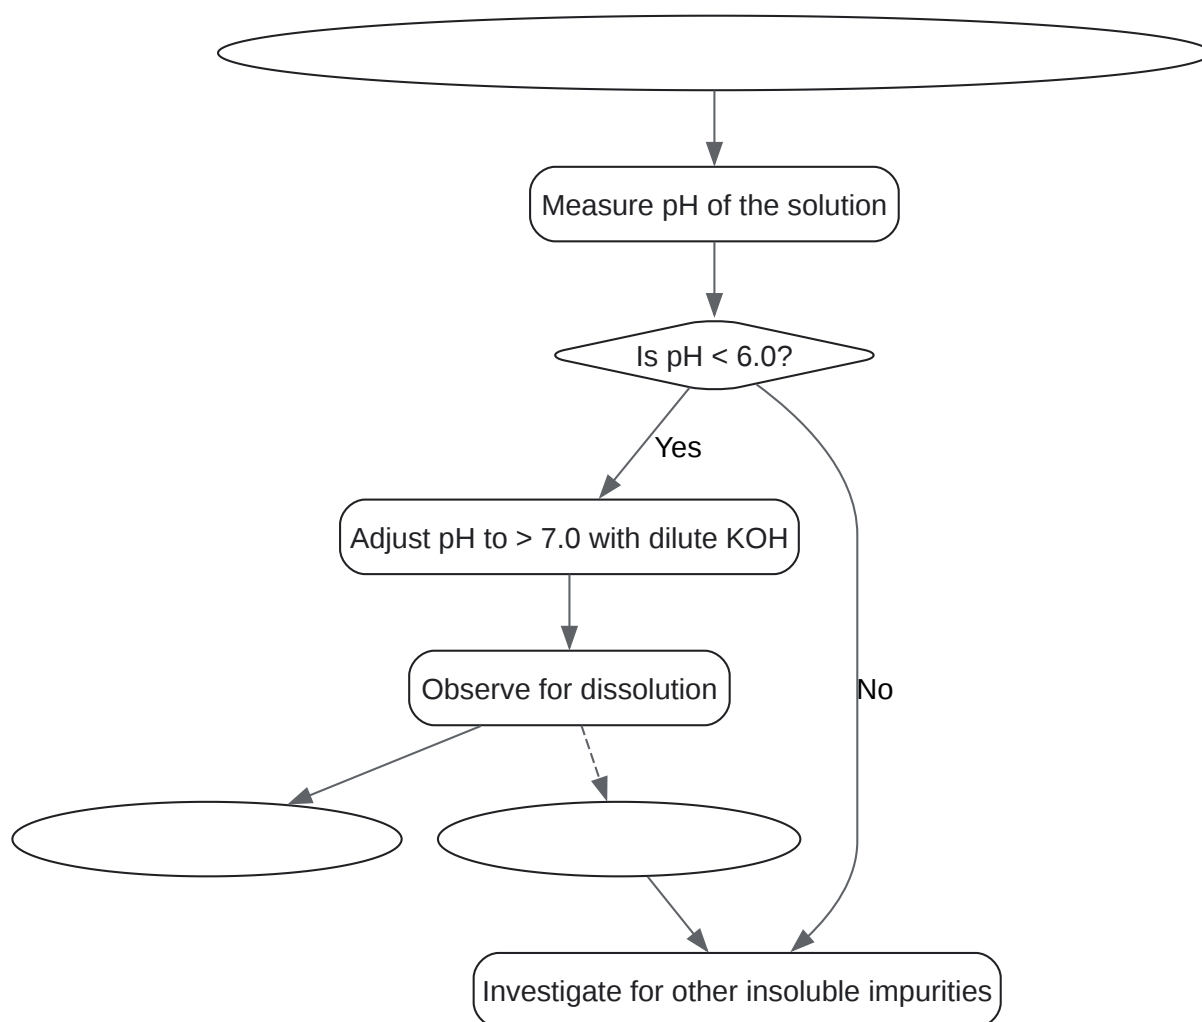 Measure pH of the solution
Is pH < 6.0?
Yes
Adjust pH to > 7.0 with dilute KOH
Observe for dissolution
No
Investigate for other insoluble impurities